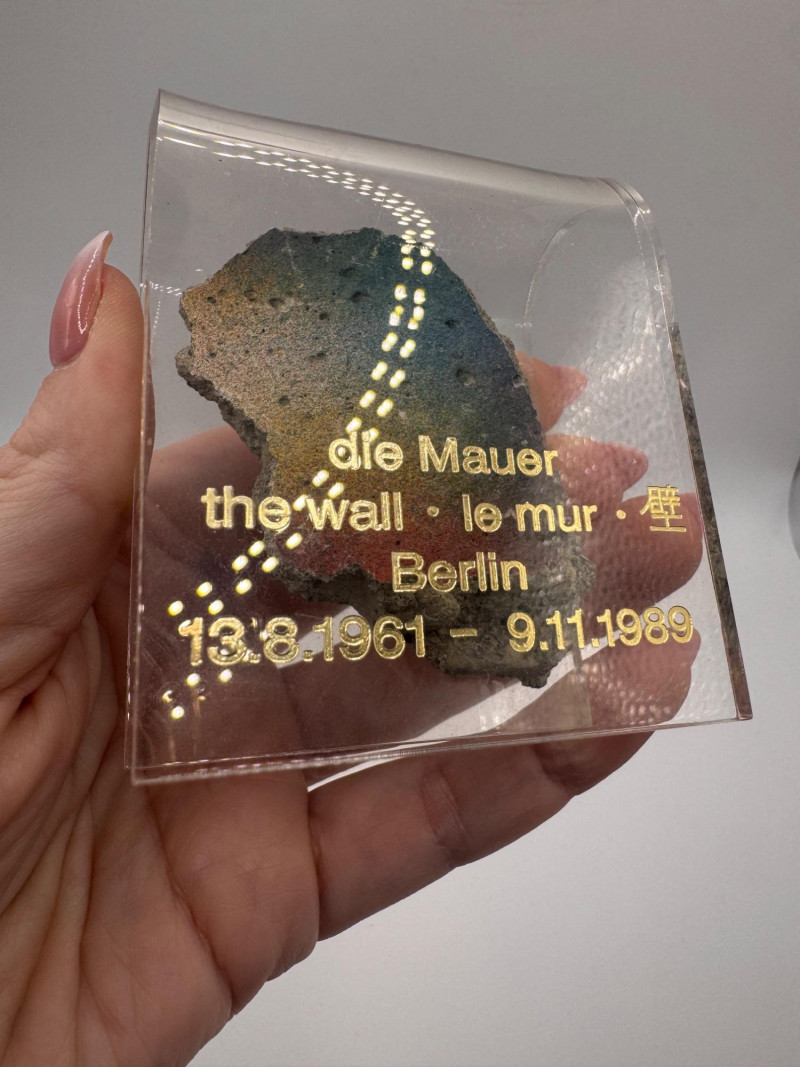 die Mauer
the wall · le mur · 壁
Berlin
13.8.1961 – 9.11.1989